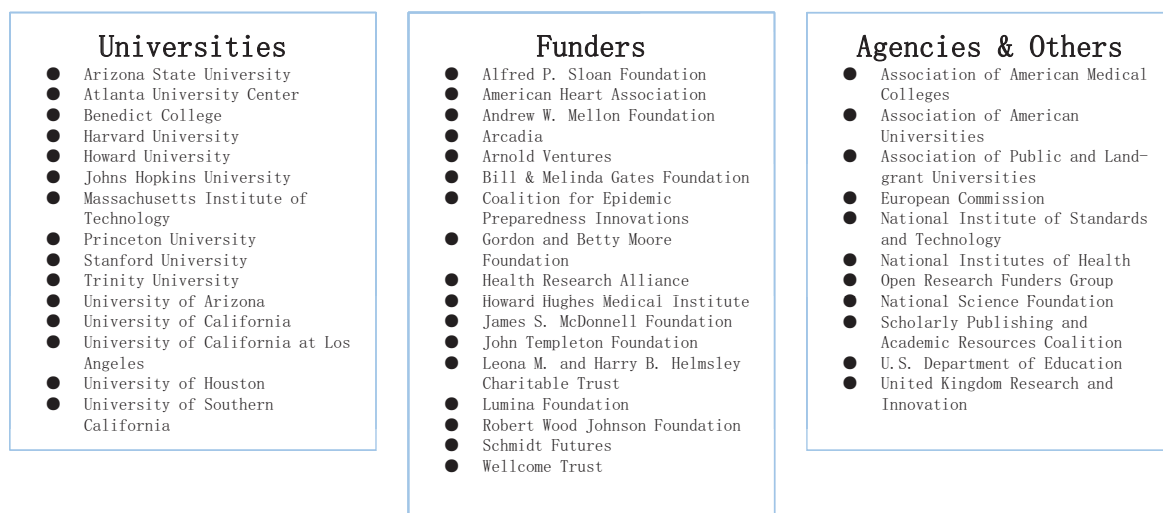 Universities
● Arizona State University
● Atlanta University Center
● Benedict College
● Harvard University
● Howard University
● Johns Hopkins University
● Massachusetts Institute of
Technology
● Princeton University
● Stanford University
● Trinity University
● University of Arizona
● University of California
● University of California at Los
Angeles
● University of Houston
● University of Southern
California
Funders
● Alfred P. Sloan Foundation
● American Heart Association
● Andrew W. Mellon Foundation
● Arcadia
● Arnold Ventures
● Bill & Melinda Gates Foundation
● Coalition for Epidemic
Preparedness Innovations
● Gordon and Betty Moore
Foundation
● Health Research Alliance
● Howard Hughes Medical Institute
● James S. McDonnell Foundation
● John Templeton Foundation
● Leona M. and Harry B. Helmsley
Charitable Trust
● Lumina Foundation
● Robert Wood Johnson Foundation
● Schmidt Futures
● Wellcome Trust
Agencies & Others
● Association of American Medical
Colleges
● Association of American
Universities
● Association of Public and Land-
grant Universities
● European Commission
● National Institute of Standards
and Technology
● National Institutes of Health
● Open Research Funders Group
● National Science Foundation
● Scholarly Publishing and
Academic Resources Coalition
● U.S. Department of Education
● United Kingdom Research and
Innovation